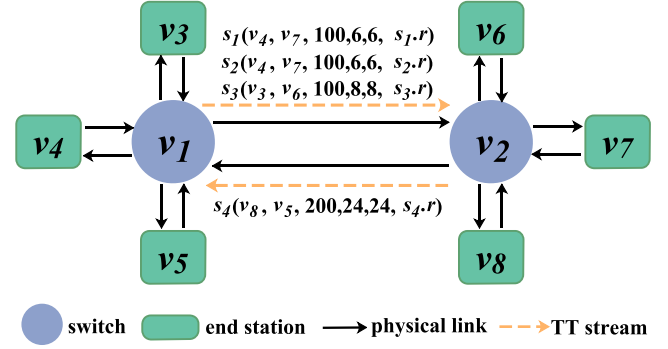 v3
s1(v4, v7, 100,6,6, s1.r)
v6
s2(v4, v7, 100,6,6, s2.r)
s3(v3, v6, 100,8,8, s3.r)
v4
v1
v2
v7
s4(v8, v5, 200,24,24, s4.r)
v5
v8
switch
end station
physical link
TT stream